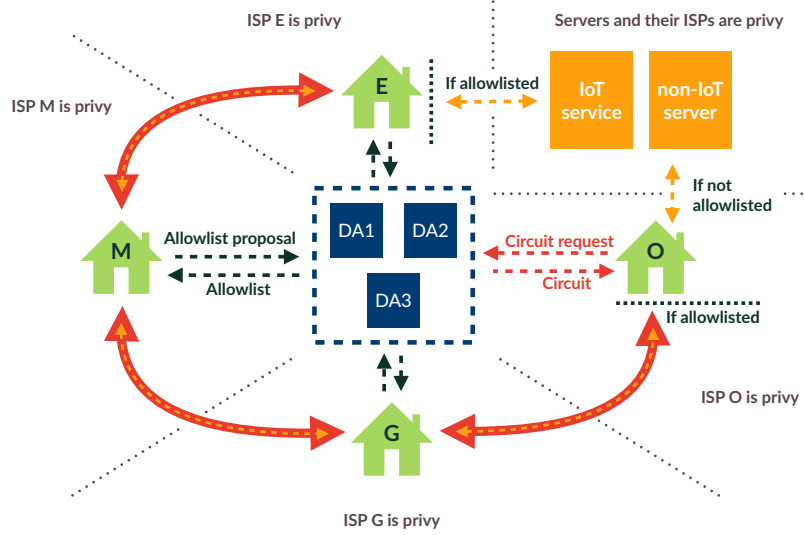 ISP E is privy
Servers and their ISPs are privy
ISP M is privy
E
If allowlisted
IoT
service
non-IoT
server
If not
allowlisted
M
Allowlist proposal
Allowlist
DA1
DA2
DA3
Circuit request
Circuit
O
If allowlisted
ISP O is privy
G
ISP G is privy